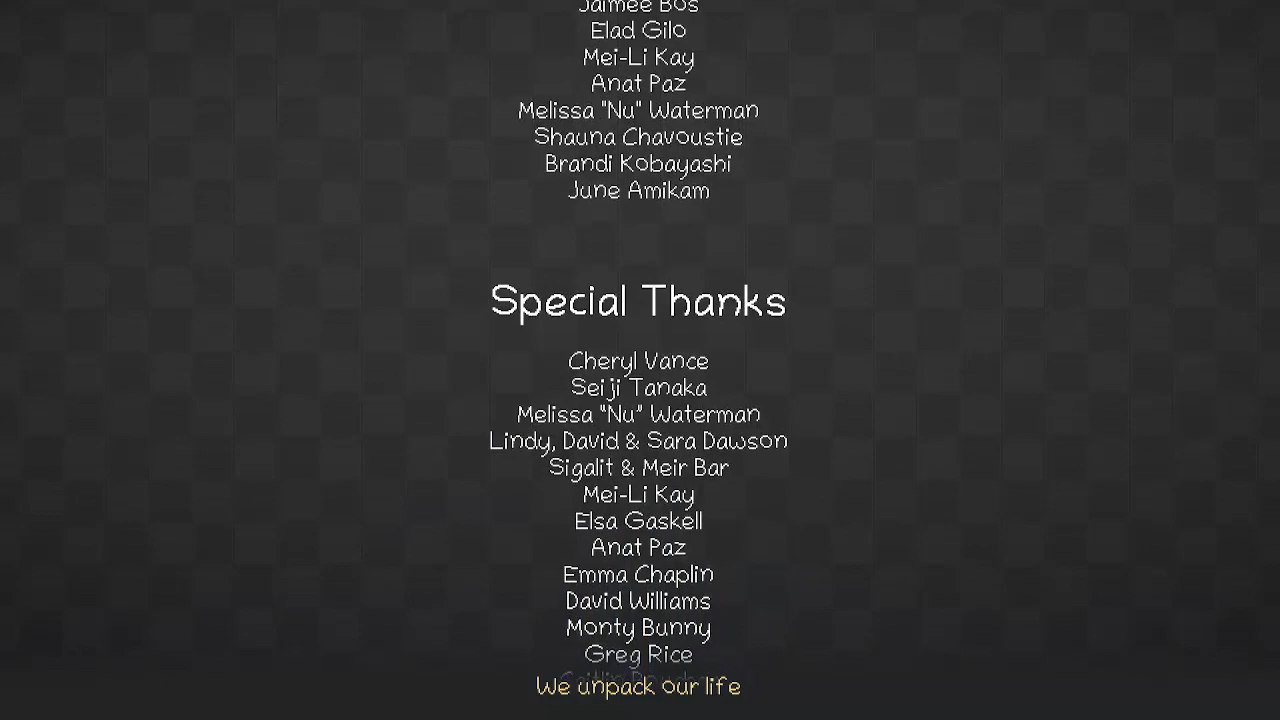 Jaimee Bos
Elad Gilo
Mei-Li Kay
Anat Paz
Melissa "Nu" Waterman
Shauna Chavoustie
Brandi Kobayashi
June Amikam
Special Thanks
Cheryl Vance
Seiji Tanaka
Melissa "Nu" Waterman
Lindy, David & Sara Dawson
Sigalit & Meir Bar
Mei-Li Kay
Elsa Gaskell
Anat Paz
Emma Chaplin
David Williams
Monty Bunny
Greg Rice
We unpack our life